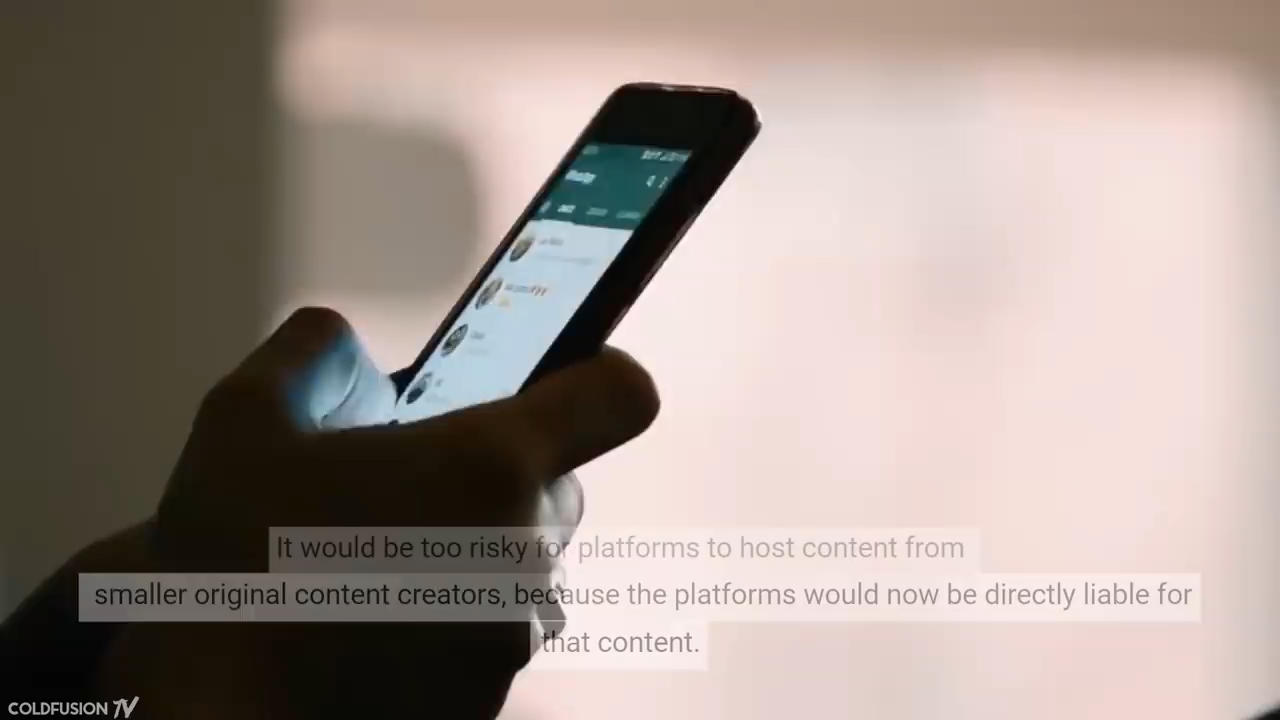 It would be too risky for platforms to host content from
smaller original content creators, because the platforms would now be directly liable for
that content.
COLDFUSION TV